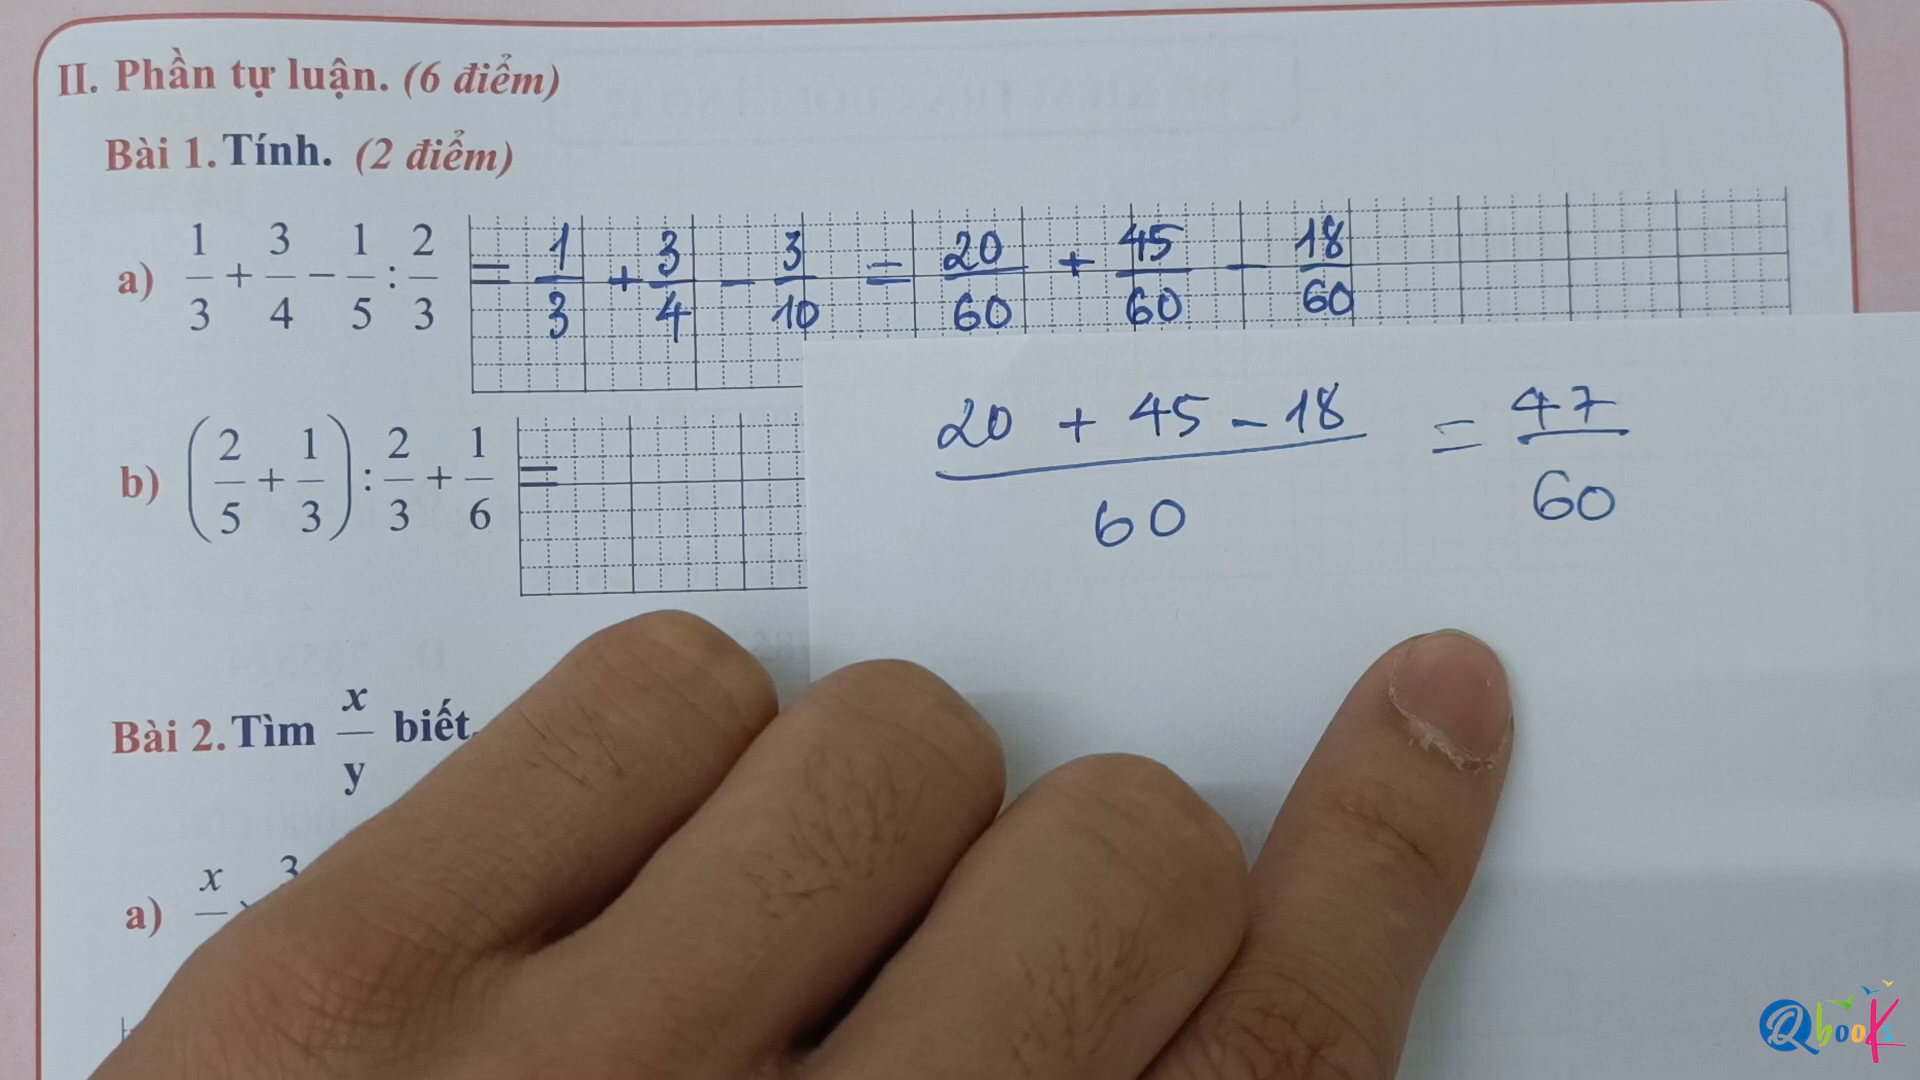 II. Phần tự luận. (6 điểm)
Bài 1. Tính. (2 điểm)
a) 1/3 + 3/4 − 1/5 : 2/3 = 1/3 + 3/4 − 3/10 = 20/60 + 45/60 − 18/60
(20 + 45 − 18)/60 = 47/60
b) (2/5 + 1/3) : 2/3 + 1/6 =
Bài 2. Tìm x/y biết
a) x 3
Qbook